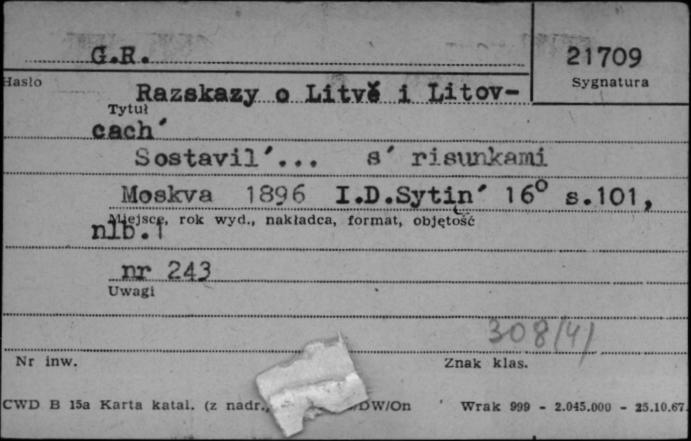 G.R.
21709
Hasło
Sygnatura
Razskazy o Litvě i Litov-
Tytuł
cach´
Sostavil´... s´ risunkami
Moskva 1896 I.D.Sytin´ 16° s.101,
Miejsce, rok wyd., nakładca, format, objętość
nlb.1
nr 243
Uwagi
308/4/
Nr inw.
Znak klas.
CWD B 15a Karta katal. (z nadr., /DW/On Wrak 999 - 2.045.000 - 25.10.67